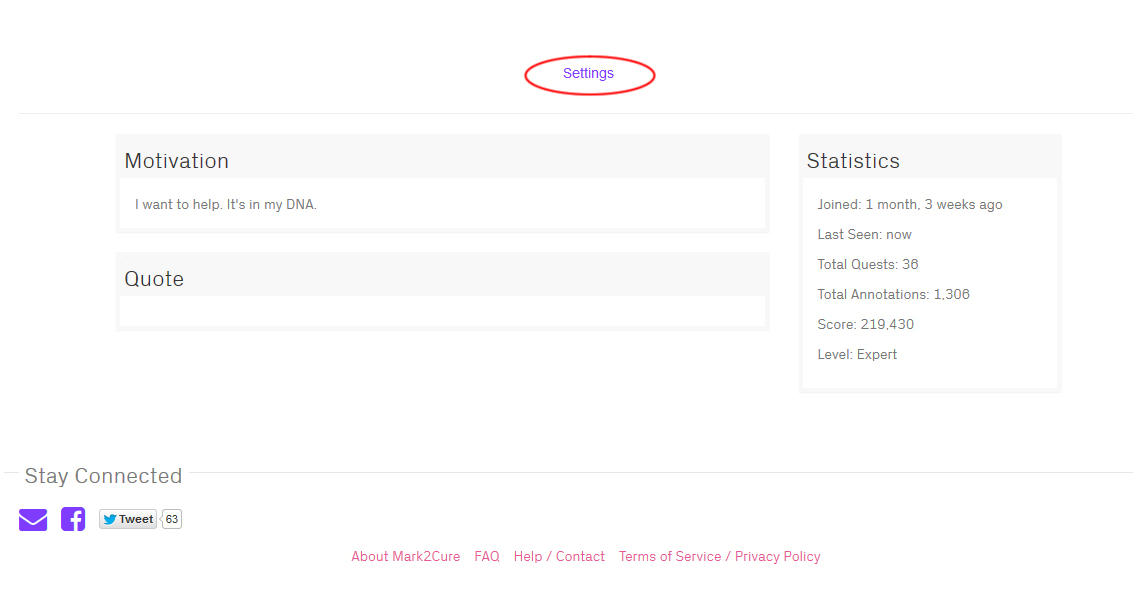 Settings
Motivation
I want to help. It's in my DNA.
Quote
Statistics
Joined: 1 month, 3 weeks ago
Last Seen: now
Total Quests: 36
Total Annotations: 1,306
Score: 219,430
Level: Expert
Stay Connected
Tweet 63
About Mark2Cure FAQ Help / Contact Terms of Service / Privacy Policy